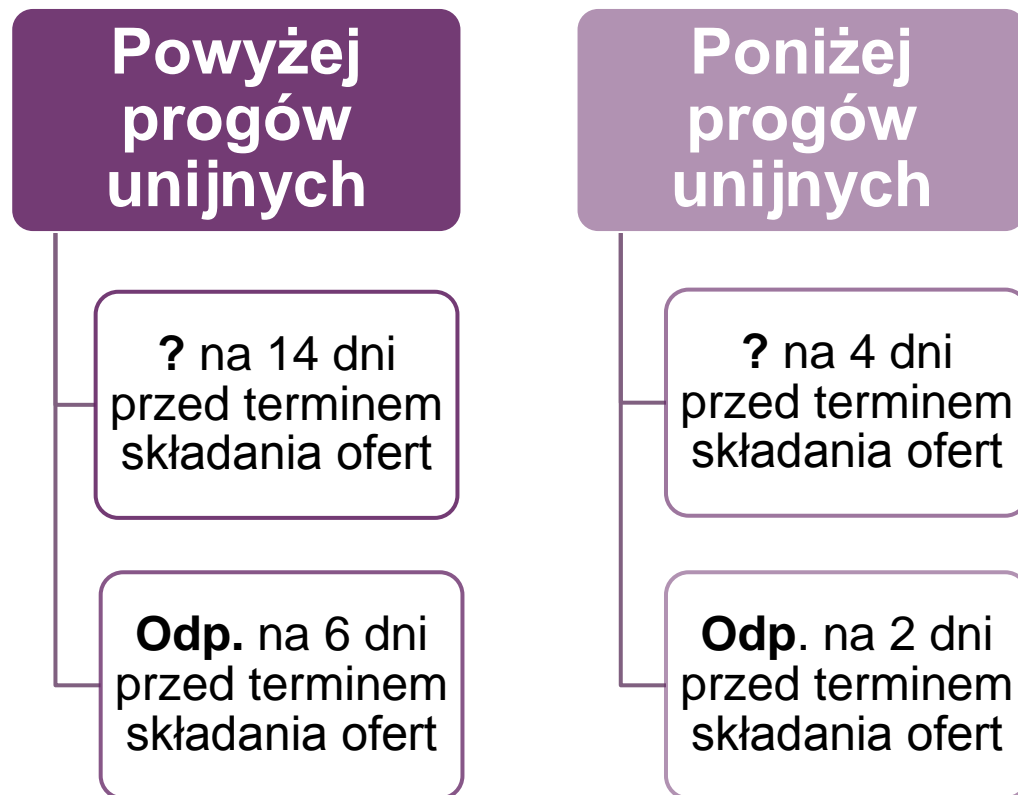 Powyżej
progów
unijnych
? na 14 dni
przed terminem
składania ofert
Odp. na 6 dni
przed terminem
składania ofert
Poniżej
progów
unijnych
? na 4 dni
przed terminem
składania ofert
Odp. na 2 dni
przed terminem
składania ofert